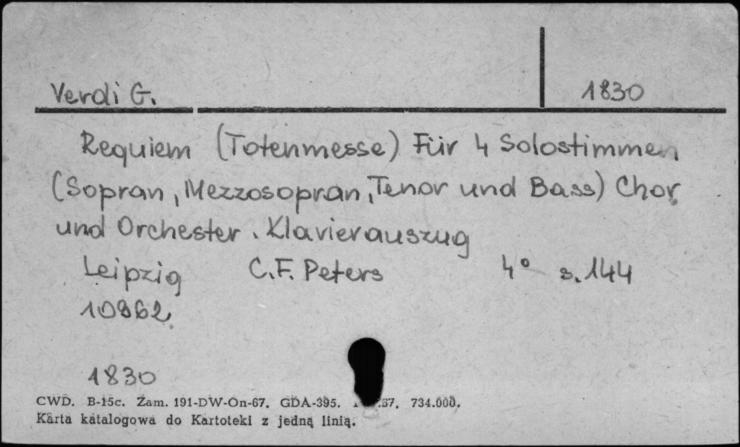 Verdi G. 1830
Requiem (Totenmesse) Für 4 Solostimmen
(Sopran, Mezzosopran, Tenor und Bass) Chor
und Orchester. Klavierauszug
Leipzig C.F. Peters 4° s. 144
10962
1830
CWD. B-15c. Zam. 191-DW-On-67. GDA-395. .67. 734.000.
Karta katalogowa do Kartoteki z jedną linią.